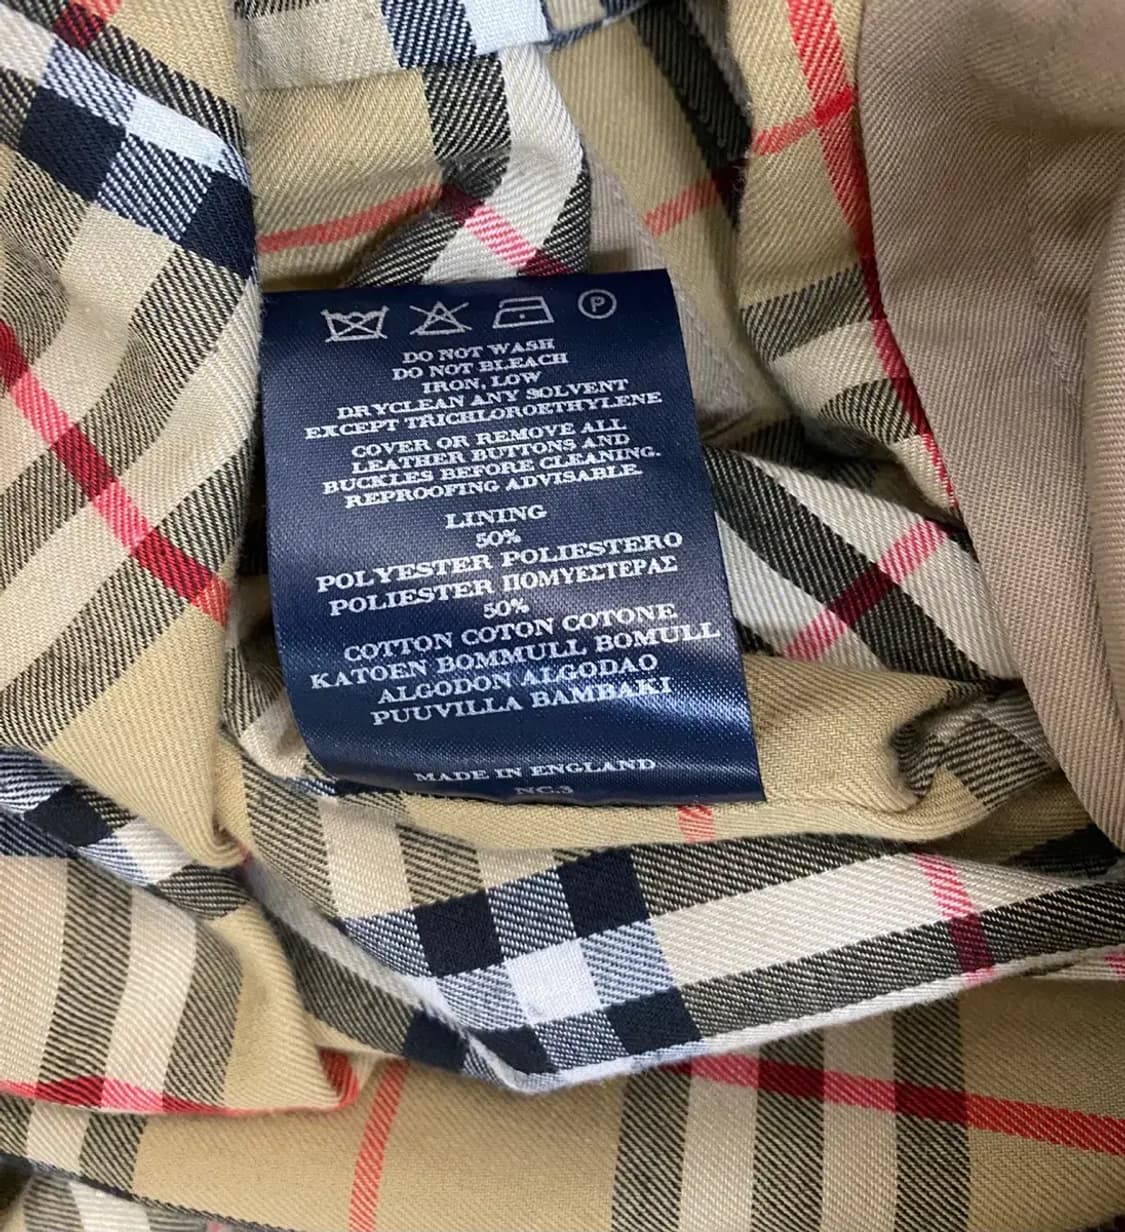 P
DO NOT WASH
DO NOT BLEACH
IRON, LOW
DRYCLEAN ANY SOLVENT
EXCEPT TRICHLOROETHYLENE
COVER OR REMOVE ALL
LEATHER BUTTONS AND
BUCKLES BEFORE CLEANING.
REPROOFING ADVISABLE.
LINING
50%
POLYESTER POLIESTERO
POLIESTER ΠΟΜΥΕΣΤΕΡΑΣ
50%
COTTON COTON COTONE
KATOEN BOMMULL BOMULL
ALGODON ALGODAO
PUUVILLA BAMBAKI
MADE IN ENGLAND
NC.3